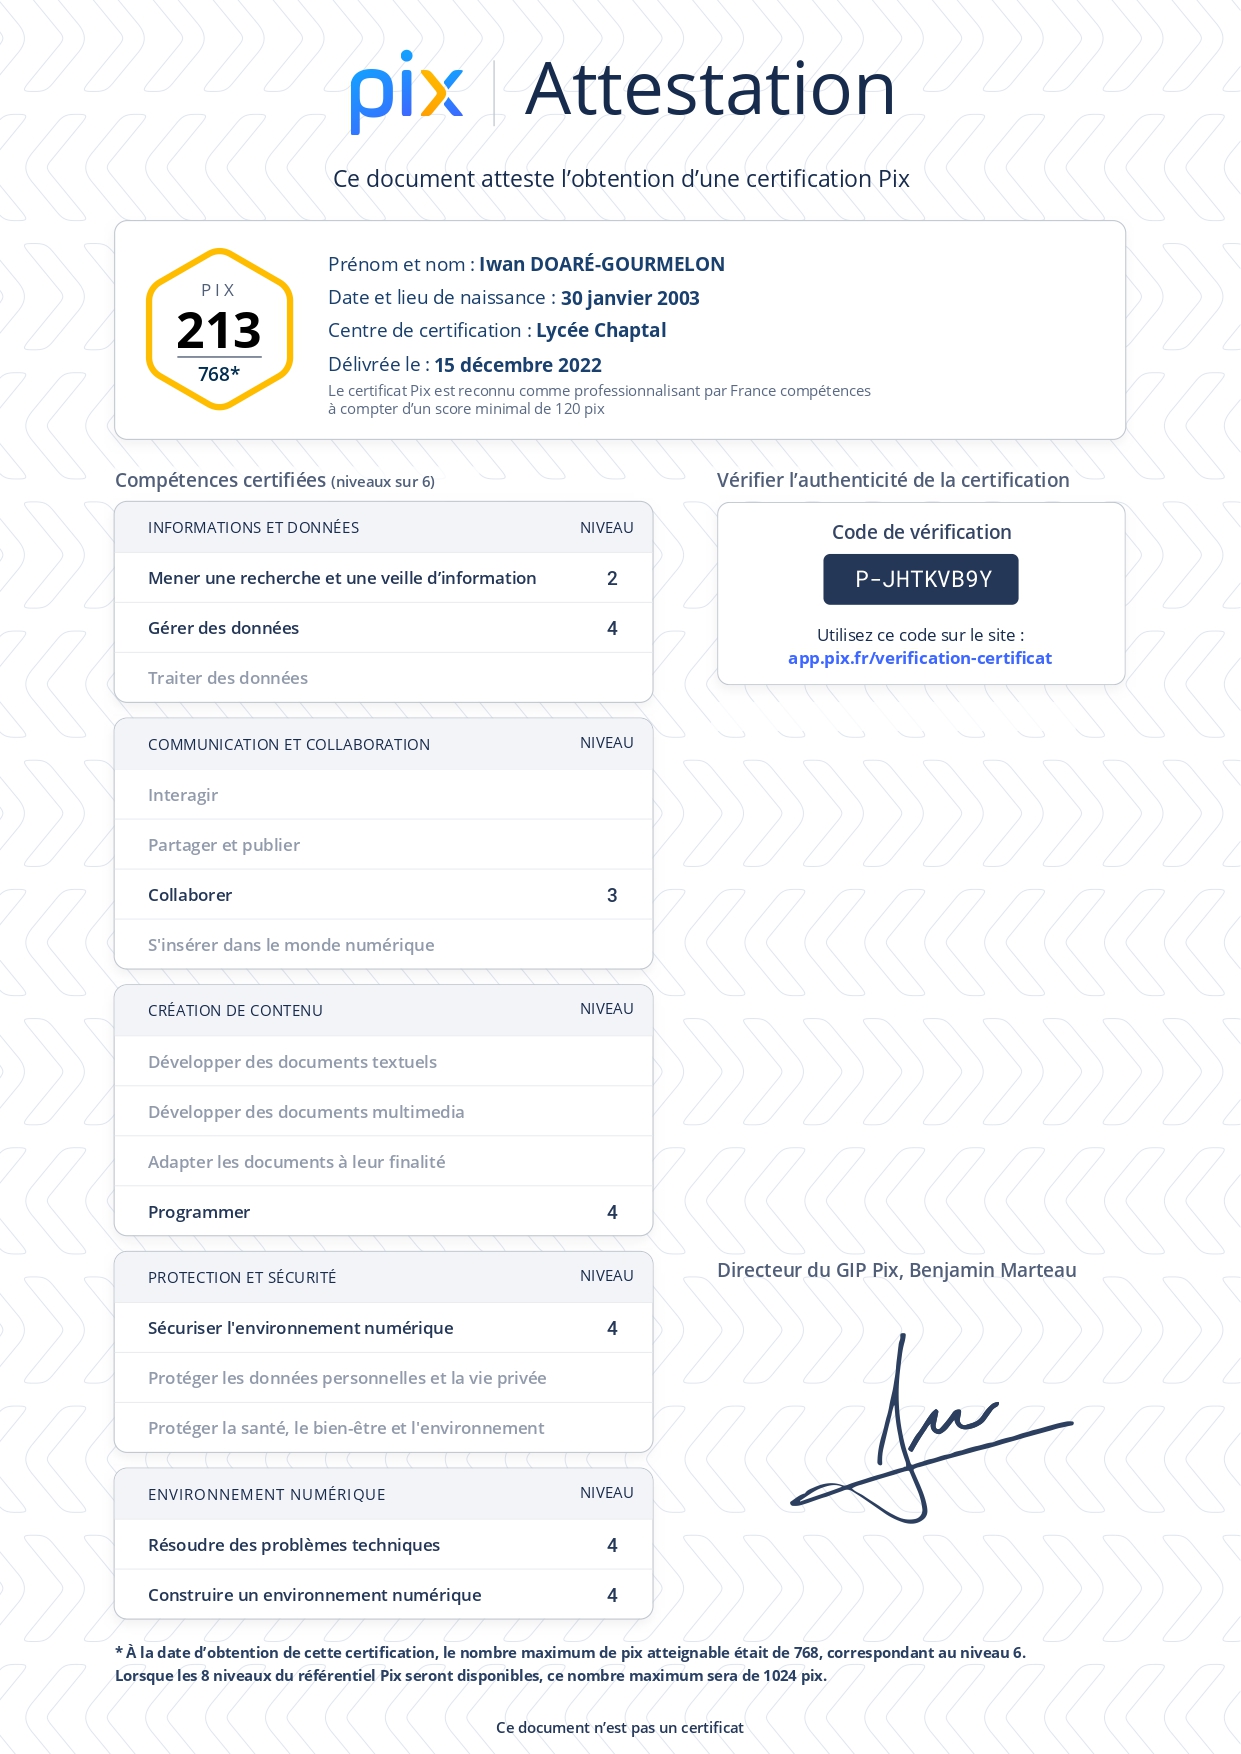 pix Attestation
Ce document atteste l’obtention d’une certification Pix
PIX
213
768*
Prénom et nom : Iwan DOARÉ-GOURMELON
Date et lieu de naissance : 30 janvier 2003
Centre de certification : Lycée Chaptal
Délivrée le : 15 décembre 2022
Le certificat Pix est reconnu comme professionnalisant par France compétences
à compter d’un score minimal de 120 pix
Compétences certifiées (niveaux sur 6)
INFORMATIONS ET DONNÉES NIVEAU
Mener une recherche et une veille d’information 2
Gérer des données 4
Traiter des données
COMMUNICATION ET COLLABORATION NIVEAU
Interagir
Partager et publier
Collaborer 3
S'insérer dans le monde numérique
CRÉATION DE CONTENU NIVEAU
Développer des documents textuels
Développer des documents multimedia
Adapter les documents à leur finalité
Programmer 4
PROTECTION ET SÉCURITÉ NIVEAU
Sécuriser l'environnement numérique 4
Protéger les données personnelles et la vie privée
Protéger la santé, le bien-être et l'environnement
ENVIRONNEMENT NUMÉRIQUE NIVEAU
Résoudre des problèmes techniques 4
Construire un environnement numérique 4
Vérifier l’authenticité de la certification
Code de vérification
P-JHTKVB9Y
Utilisez ce code sur le site :
app.pix.fr/verification-certificat
Directeur du GIP Pix, Benjamin Marteau
* À la date d’obtention de cette certification, le nombre maximum de pix atteignable était de 768, correspondant au niveau 6.
Lorsque les 8 niveaux du référentiel Pix seront disponibles, ce nombre maximum sera de 1024 pix.
Ce document n’est pas un certificat